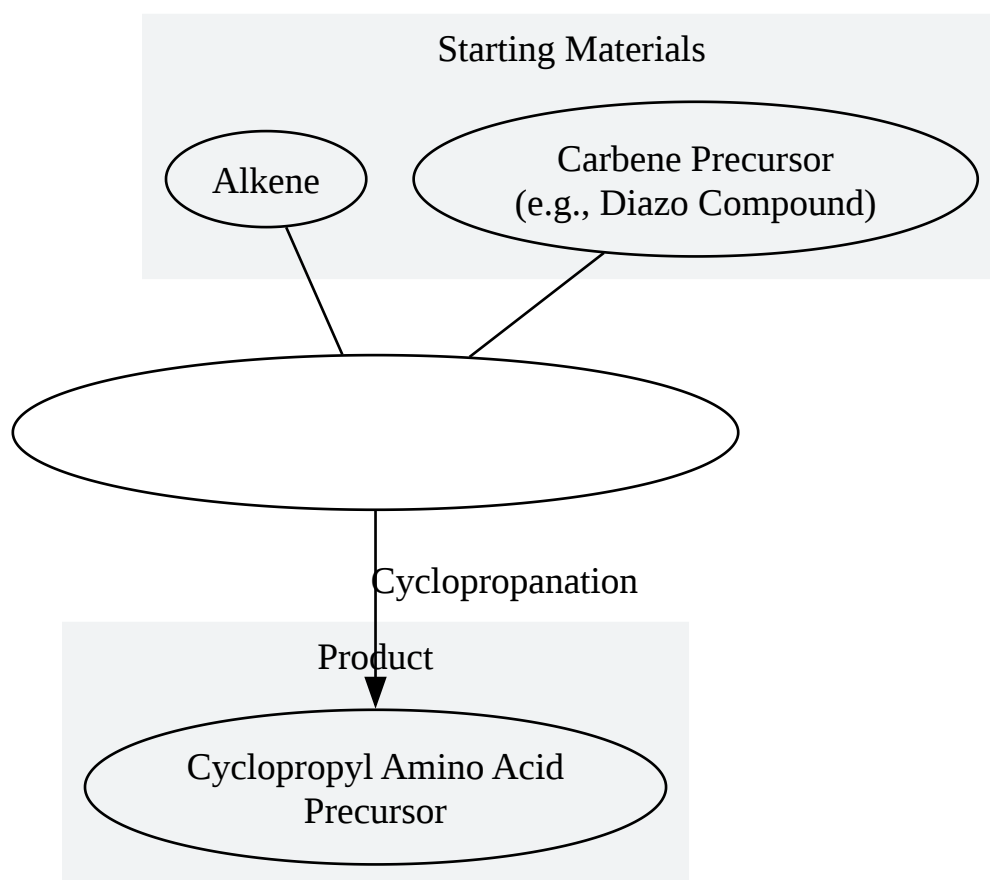 Starting Materials
Alkene
Carbene Precursor
(e.g., Diazo Compound)
Cyclopropanation
Product
Cyclopropyl Amino Acid
Precursor